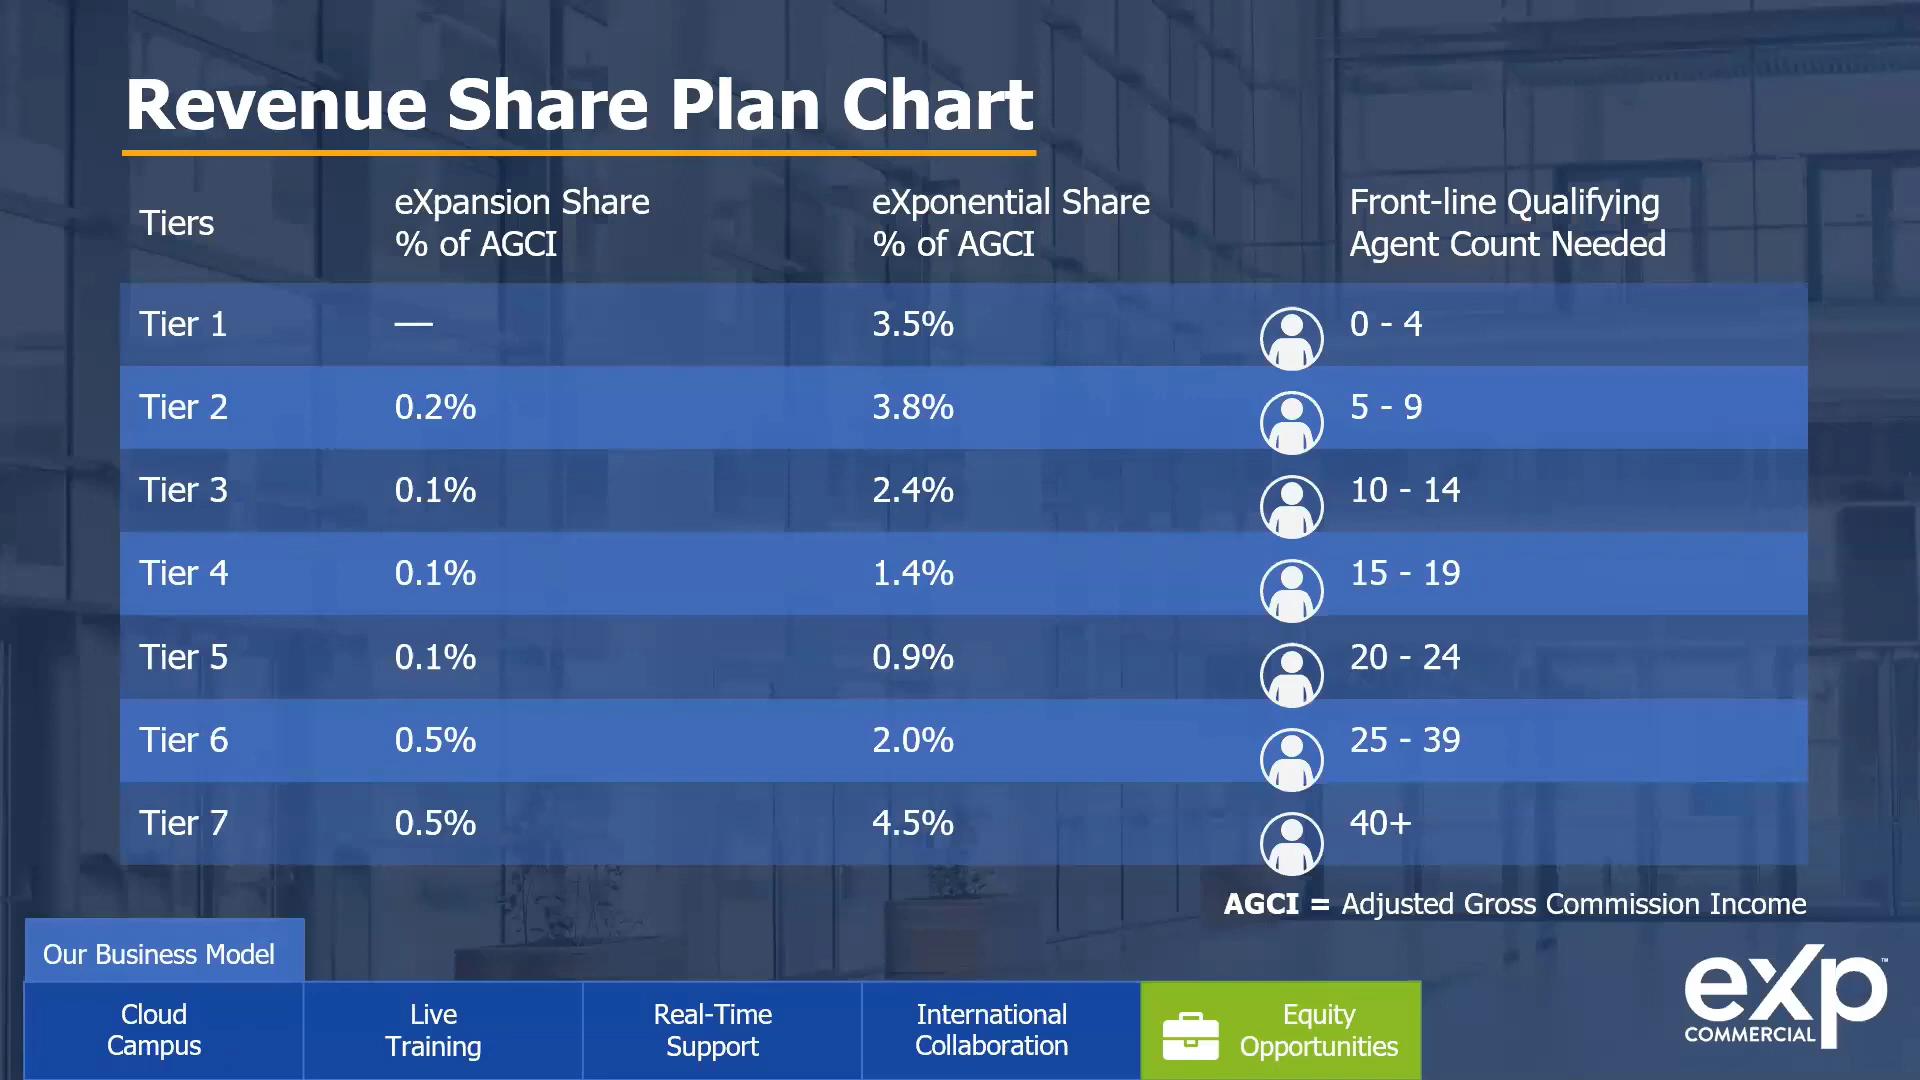 Revenue Share Plan Chart
Tiers
eXpansion Share
% of AGCI
eXponential Share
% of AGCI
Front-line Qualifying
Agent Count Needed
Tier 1 — 3.5% 0 - 4
Tier 2 0.2% 3.8% 5 - 9
Tier 3 0.1% 2.4% 10 - 14
Tier 4 0.1% 1.4% 15 - 19
Tier 5 0.1% 0.9% 20 - 24
Tier 6 0.5% 2.0% 25 - 39
Tier 7 0.5% 4.5% 40+
AGCI = Adjusted Gross Commission Income
Our Business Model
Cloud
Campus
Live
Training
Real-Time
Support
International
Collaboration
Equity
Opportunities
eXp™
COMMERCIAL